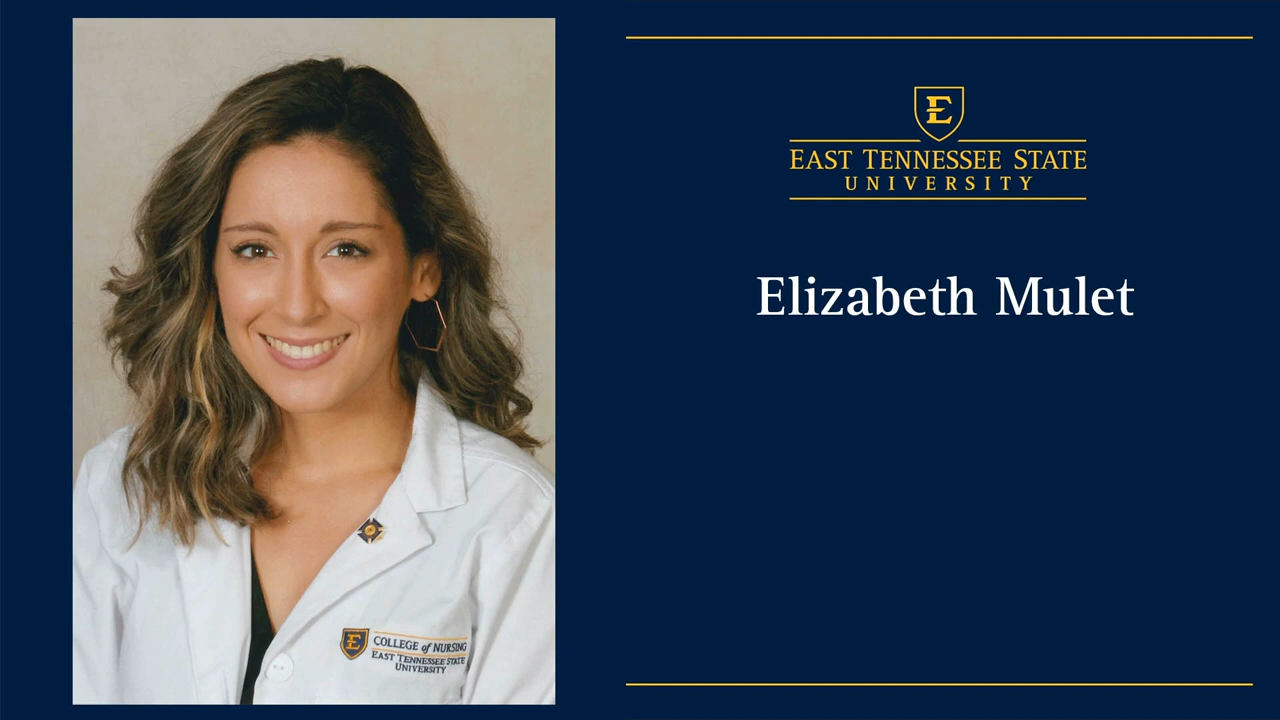 E
EAST TENNESSEE STATE
UNIVERSITY
Elizabeth Mulet
E
COLLEGE of NURSING
EAST TENNESSEE STATE
UNIVERSITY